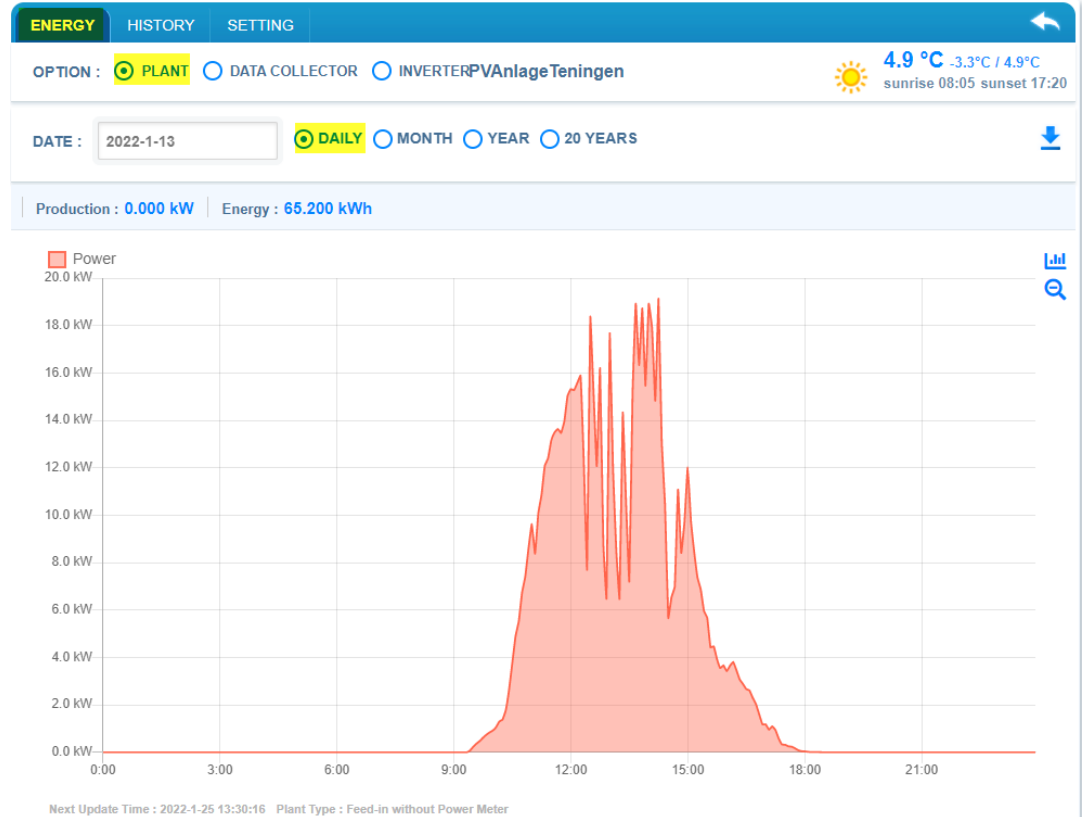 ENERGY HISTORY SETTING
OPTION : PLANT DATA COLLECTOR INVERTERPVAnlageTeningen
4.9 °C -3.3°C / 4.9°C
sunrise 08:05 sunset 17:20
DATE : 2022-1-13 DAILY MONTH YEAR 20 YEARS
Production : 0.000 kW Energy : 65.200 kWh
Power
20.0 kW
18.0 kW
16.0 kW
14.0 kW
12.0 kW
10.0 kW
8.0 kW
6.0 kW
4.0 kW
2.0 kW
0.0 kW
0:00 3:00 6:00 9:00 12:00 15:00 18:00 21:00
Next Update Time : 2022-1-25 13:30:16 Plant Type : Feed-in without Power Meter